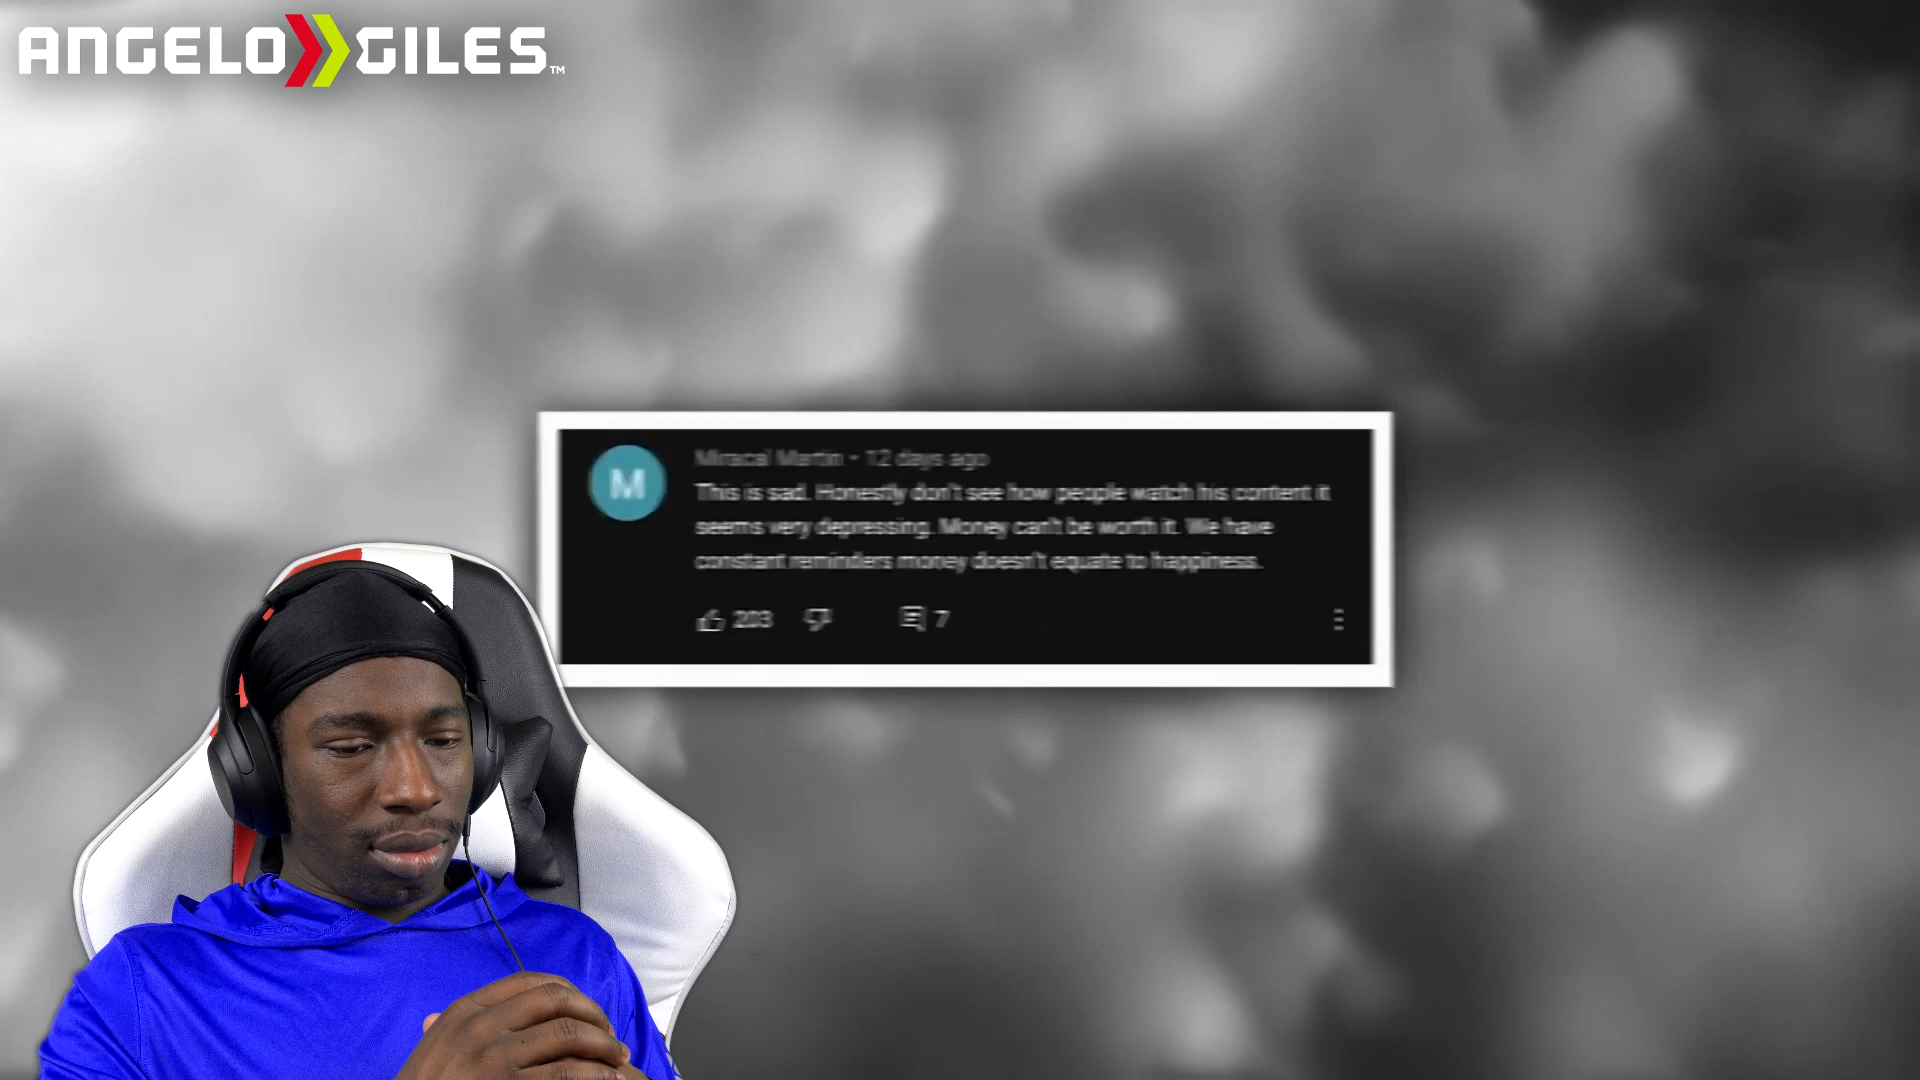 ANGELO GILES™
M
Miracal Martin • 12 days ago
This is sad. Honestly don't see how people watch his content it
seems very depressing. Money can't be worth it. We have
constant reminders money doesn't equate to happiness.
203 7